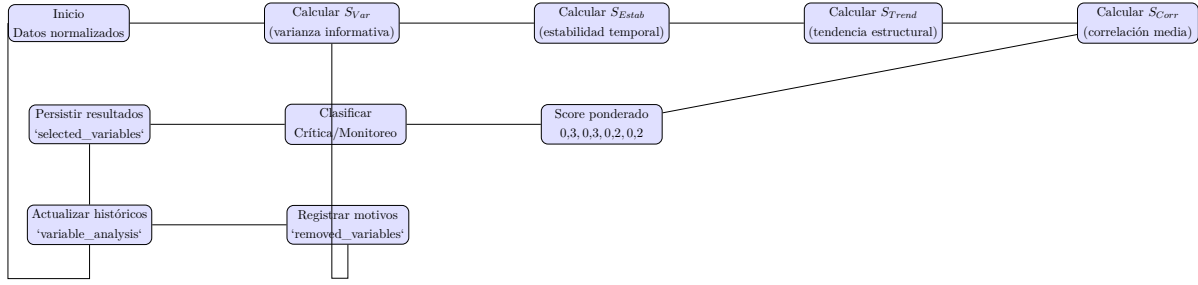 Inicio
Datos normalizados
Calcular S_Var
(varianza informativa)
Calcular S_Estab
(estabilidad temporal)
Calcular S_Trend
(tendencia estructural)
Calcular S_Corr
(correlación media)
Persistir resultados
‘selected_variables‘
Clasificar
Crítica/Monitoreo
Score ponderado
0,3, 0,3, 0,2, 0,2
Actualizar históricos
‘variable_analysis‘
Registrar motivos
‘removed_variables‘